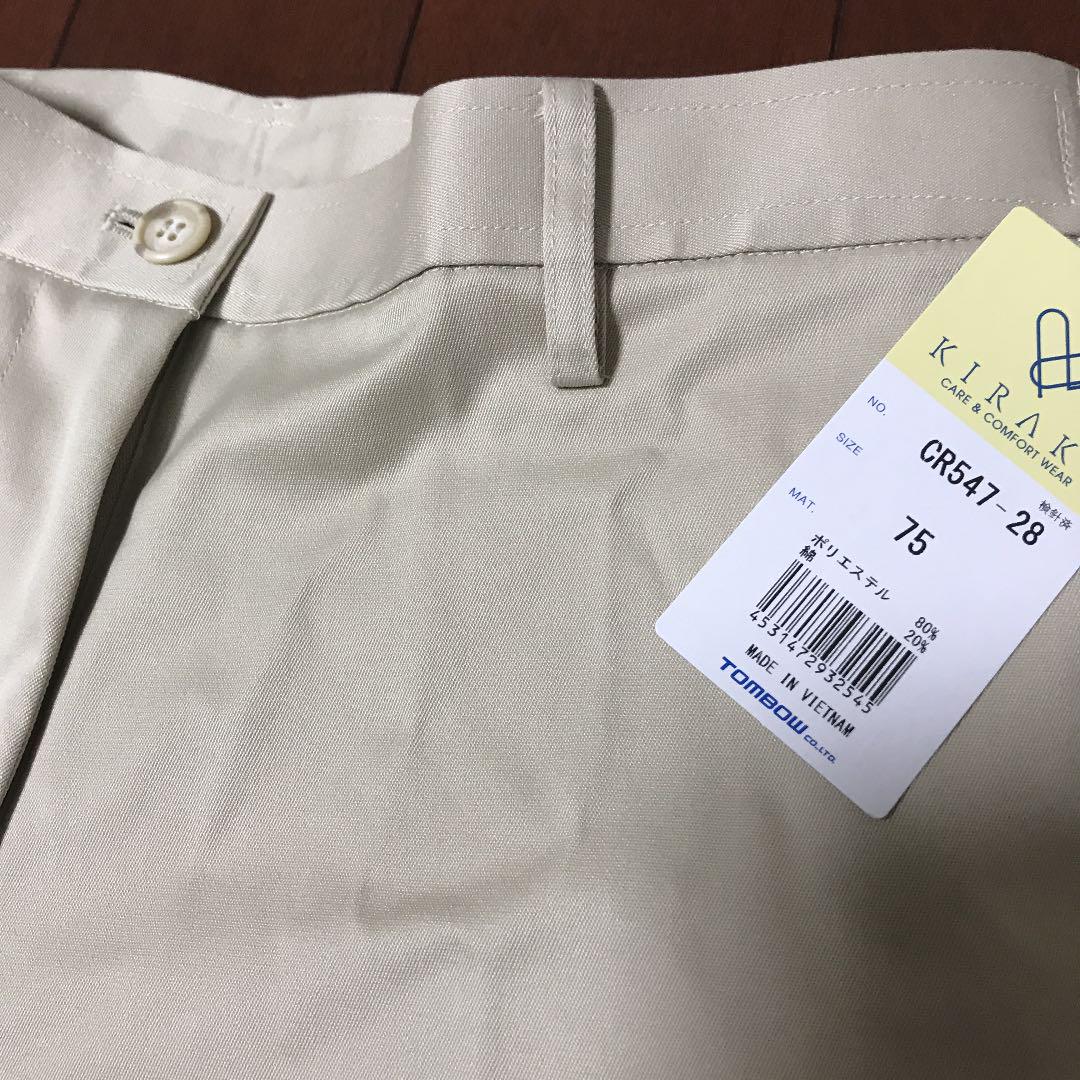 KIRAK
CARE & COMFORT WEAR
検針済
NO. CR547-28
SIZE 75
MAT. ポリエステル 80%
綿 20%
4531472932545
MADE IN VIETNAM
TOMBOW CO.,LTD.